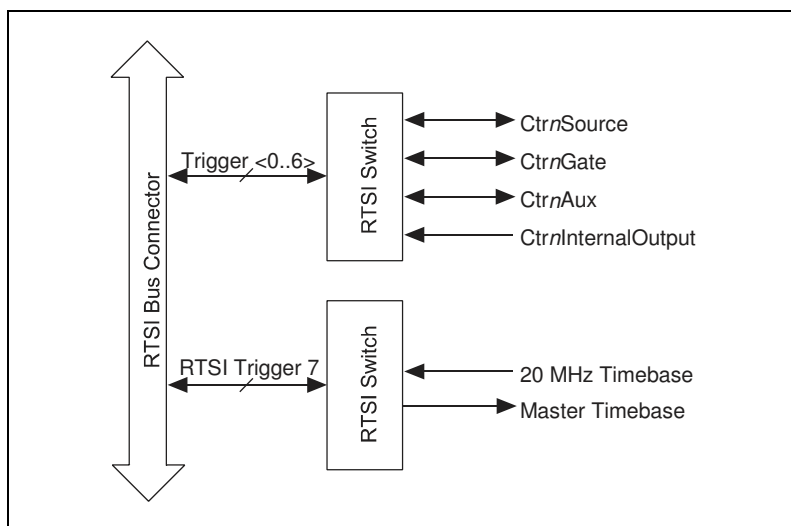 RTSI Bus Connector
Trigger <0..6>
RTSI Switch
CtrnSource
CtrnGate
CtrnAux
CtrnInternalOutput
RTSI Trigger 7
RTSI Switch
20 MHz Timebase
Master Timebase